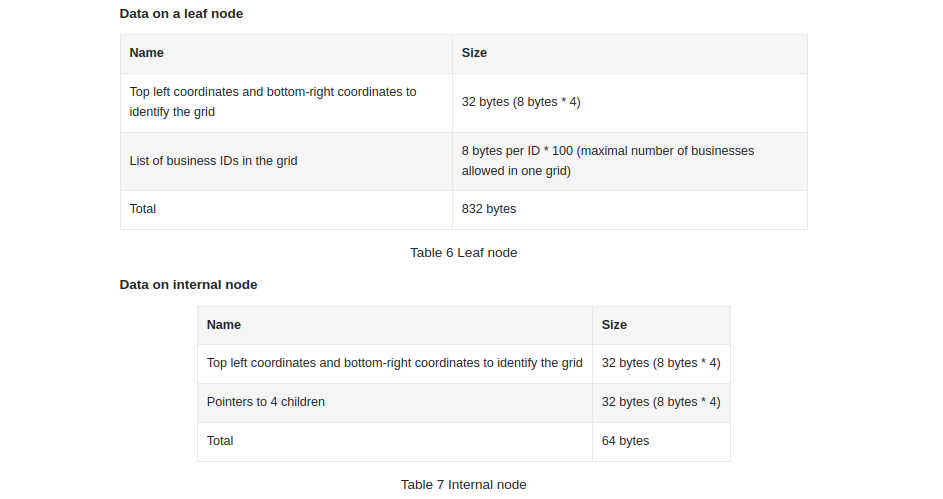 Data on a leaf node
Name Size
Top left coordinates and bottom-right coordinates to
identify the grid
32 bytes (8 bytes * 4)
List of business IDs in the grid
8 bytes per ID * 100 (maximal number of businesses
allowed in one grid)
Total 832 bytes
Table 6 Leaf node
Data on internal node
Name Size
Top left coordinates and bottom-right coordinates to identify the grid 32 bytes (8 bytes * 4)
Pointers to 4 children 32 bytes (8 bytes * 4)
Total 64 bytes
Table 7 Internal node